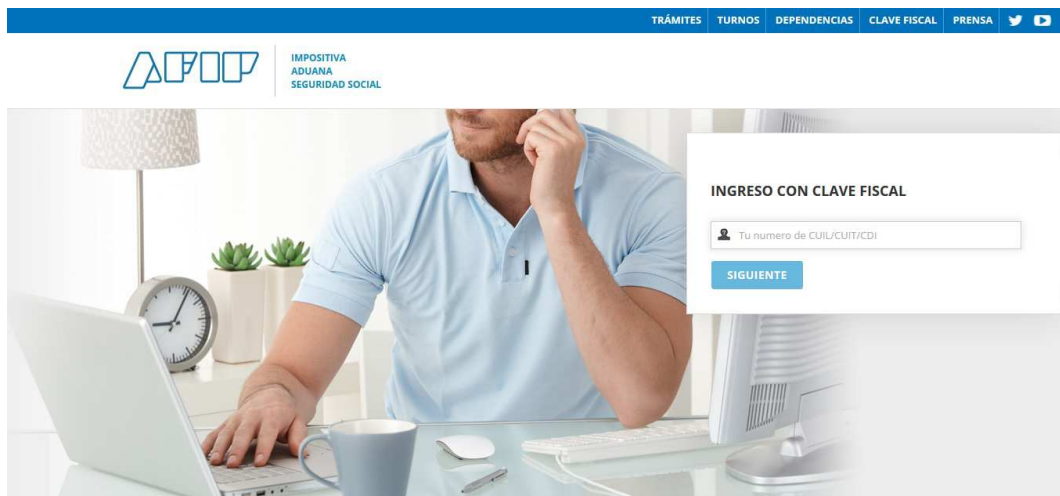 TRÁMITES TURNOS DEPENDENCIAS CLAVE FISCAL PRENSA
AFIP
IMPOSITIVA
ADUANA
SEGURIDAD SOCIAL
INGRESO CON CLAVE FISCAL
Tu numero de CUIL/CUIT/CDI
SIGUIENTE